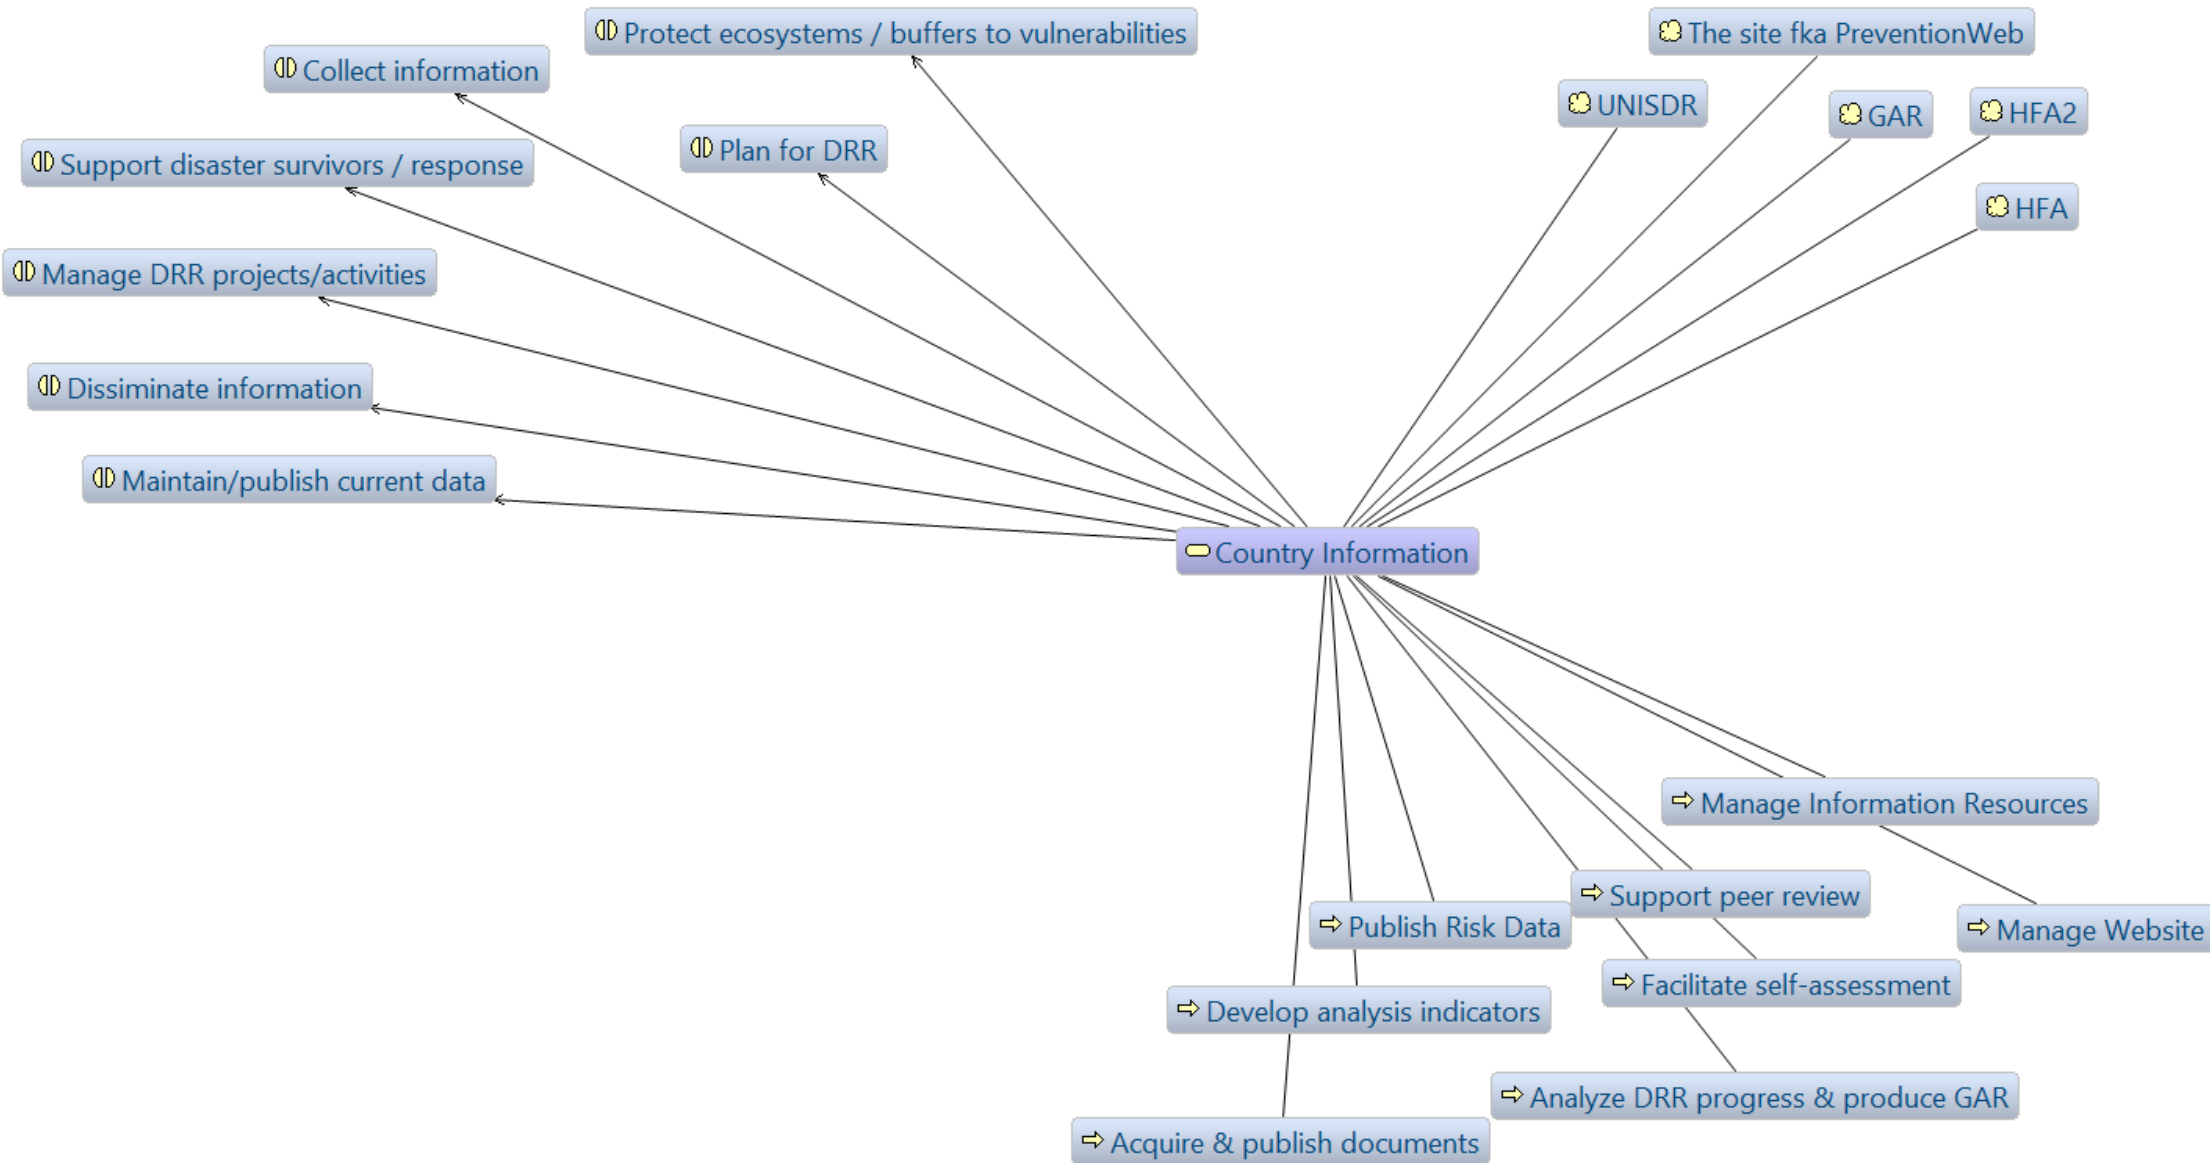 Protect ecosystems / buffers to vulnerabilities
The site fka PreventionWeb
Collect information
UNISDR
GAR
HFA2
Plan for DRR
Support disaster survivors / response
HFA
Manage DRR projects/activities
Dissiminate information
Maintain/publish current data
Country Information
Manage Information Resources
Support peer review
Publish Risk Data
Manage Website
Facilitate self-assessment
Develop analysis indicators
Analyze DRR progress & produce GAR
Acquire & publish documents